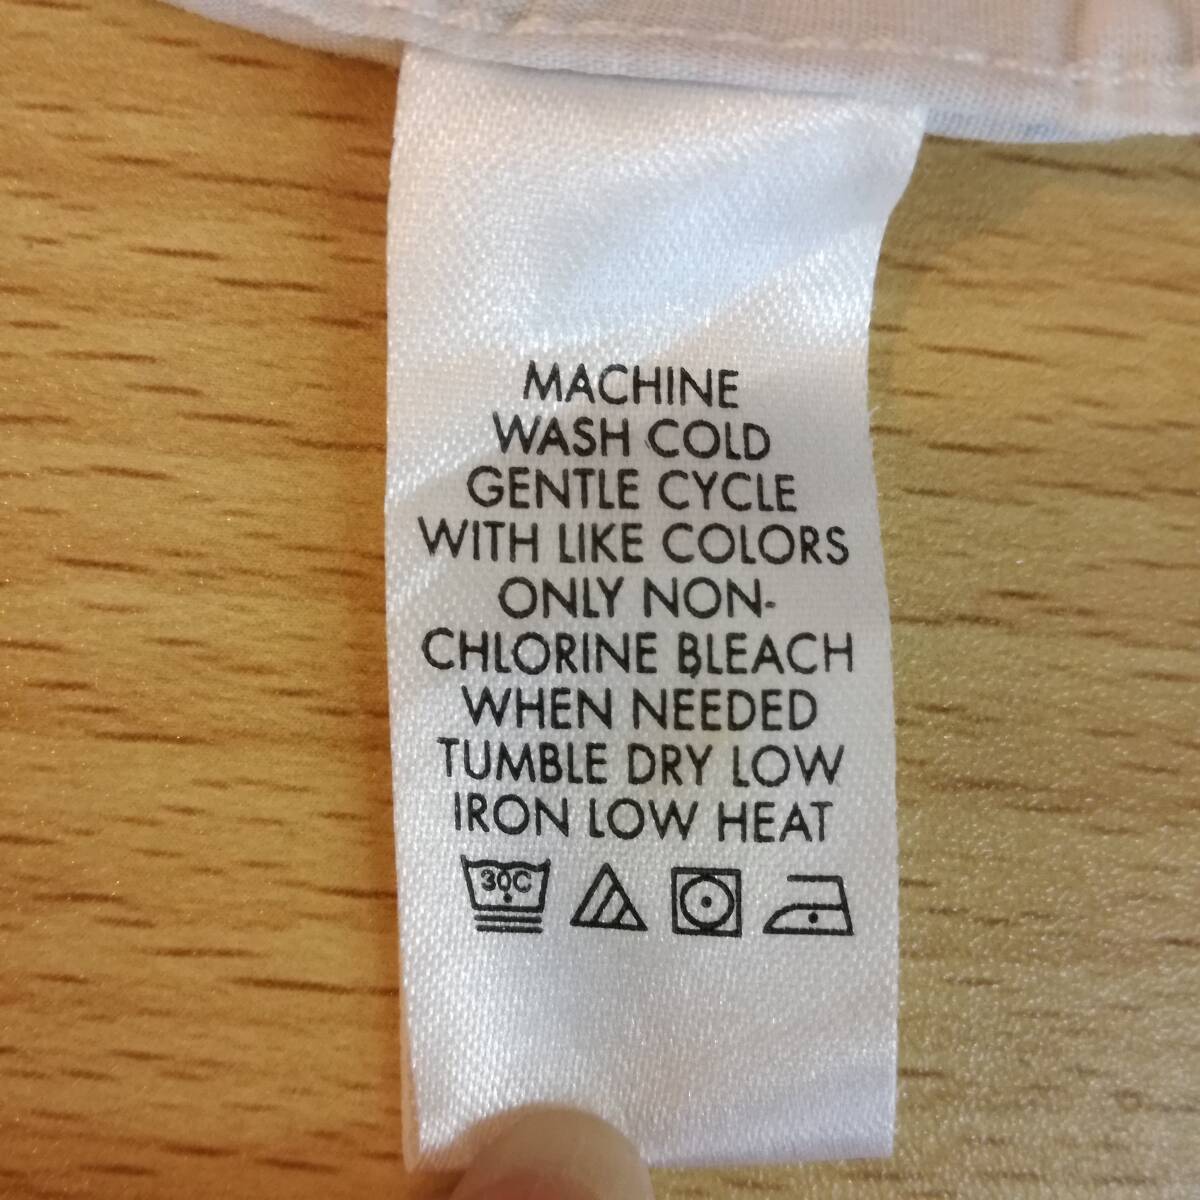 MACHINE
WASH COLD
GENTLE CYCLE
WITH LIKE COLORS
ONLY NON-
CHLORINE BLEACH
WHEN NEEDED
TUMBLE DRY LOW
IRON LOW HEAT
30C